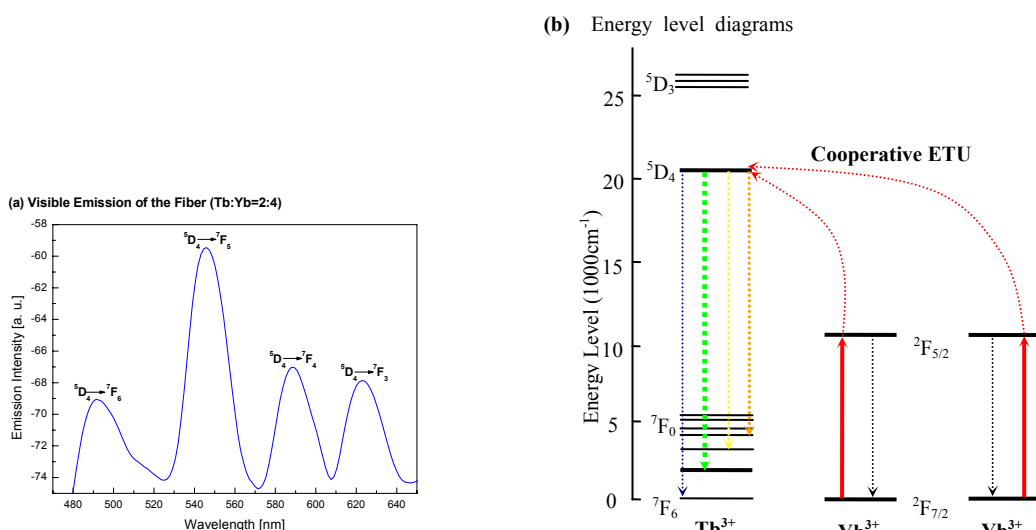 (b) Energy level diagrams
⁵D₃
25
⁵D₄
20
Cooperative ETU
15
10
²F₅/₂
5
⁷F₀
0
⁷F₆
²F₇/₂
Energy Level (1000cm⁻¹)
Tb³⁺
Yb³⁺
Yb³⁺
(a) Visible Emission of the Fiber (Tb:Yb=2:4)
-58
-60
-62
-64
-66
-68
-70
-72
-74
Emission Intensity [a. u.]
⁵D₄→⁷F₆
⁵D₄→⁷F₅
⁵D₄→⁷F₄
⁵D₄→⁷F₃
480 500 520 540 560 580 600 620 640
Wavelength [nm]